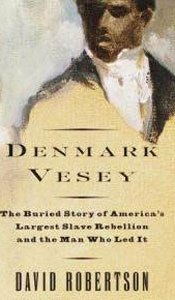 DENMARK
VESEY
The Buried Story of America's
Largest Slave Rebellion
and the Man Who Led It
DAVID ROBERTSON